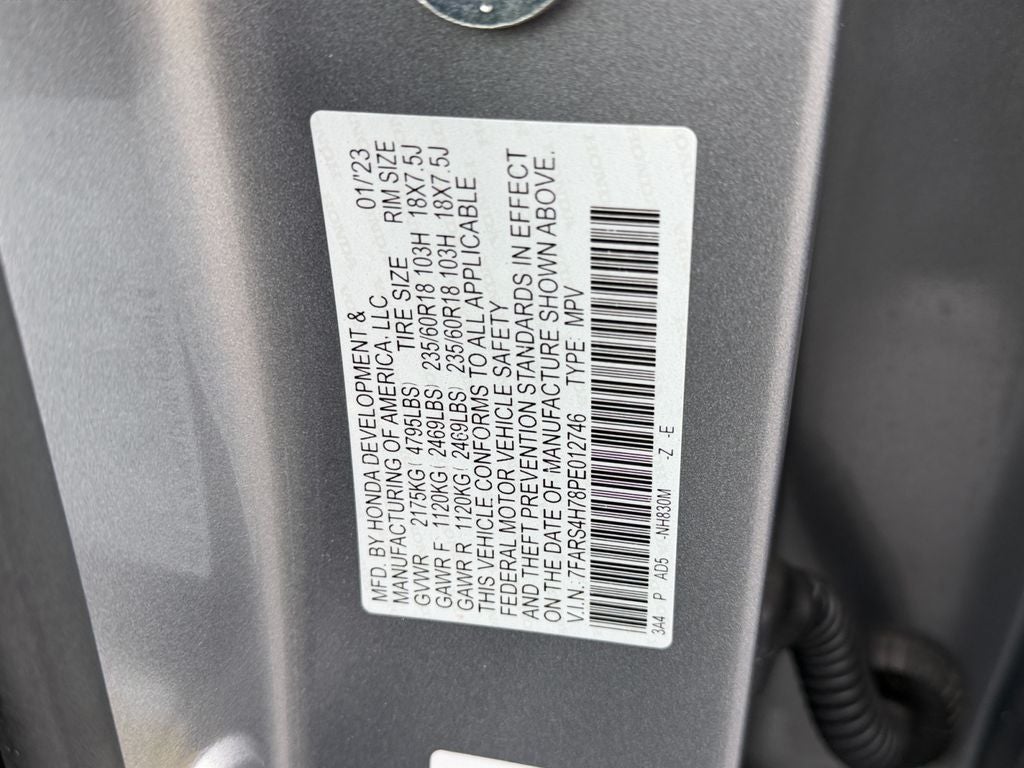 MFD. BY HONDA DEVELOPMENT &
MANUFACTURING OF AMERICA, LLC 01/'23
GVWR 2175KG( 4795LBS) TIRE SIZE RIM SIZE
GAWR F 1120KG( 2469LBS) 235/60R18 103H 18X7.5J
GAWR R 1120KG( 2469LBS) 235/60R18 103H 18X7.5J
THIS VEHICLE CONFORMS TO ALL APPLICABLE
FEDERAL MOTOR VEHICLE SAFETY
AND THEFT PREVENTION STANDARDS IN EFFECT
ON THE DATE OF MANUFACTURE SHOWN ABOVE.
V.I.N. 7FARS4H78PE012746 TYPE: MPV
3A4 P AD5 -NH830M Z -E